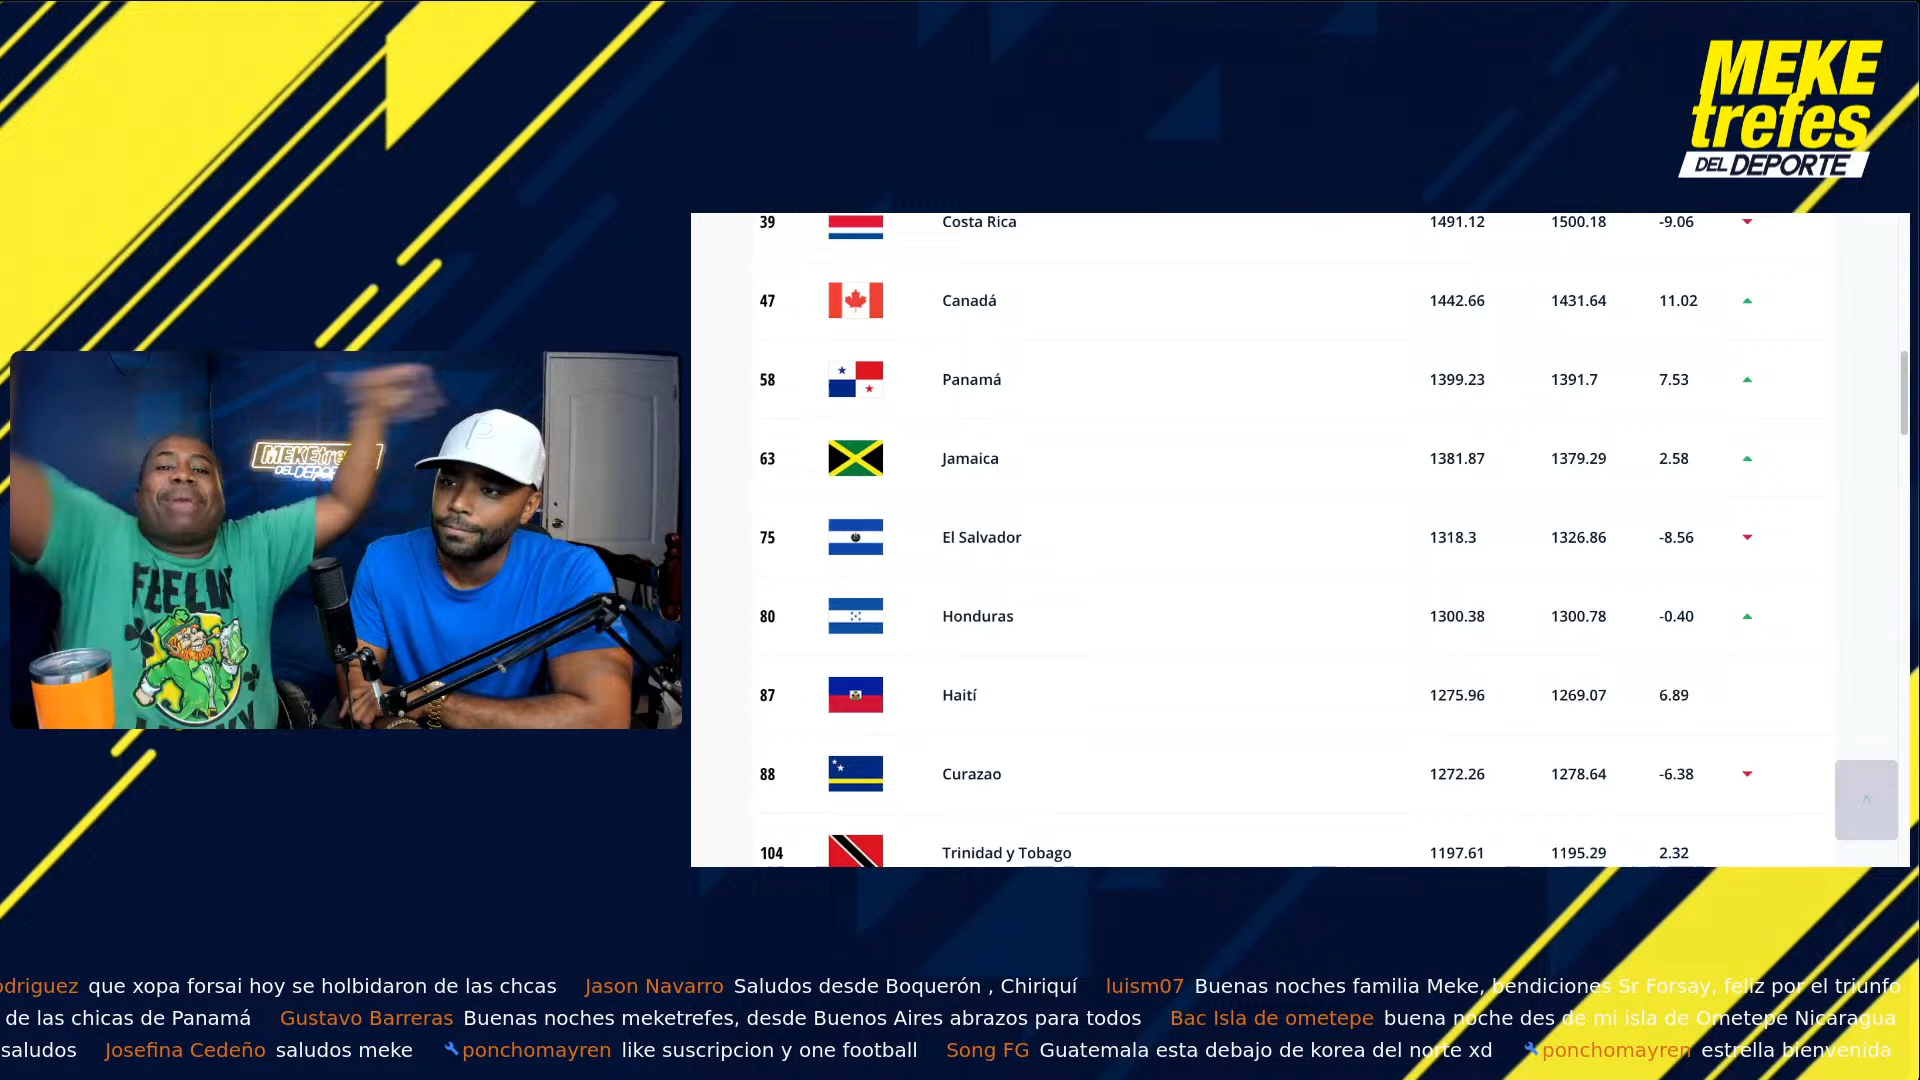 MEKE
trefes
DEL DEPORTE
39 Costa Rica 1491.12 1500.18 -9.06
47 Canadá 1442.66 1431.64 11.02
58 Panamá 1399.23 1391.7 7.53
63 Jamaica 1381.87 1379.29 2.58
75 El Salvador 1318.3 1326.86 -8.56
80 Honduras 1300.38 1300.78 -0.40
87 Haití 1275.96 1269.07 6.89
88 Curazao 1272.26 1278.64 -6.38
104 Trinidad y Tobago 1197.61 1195.29 2.32
MEKEtre
FEELIN
que xopa forsai hoy se holbidaron de las chcas Jason Navarro Saludos desde Boquerón , Chiriquí luism07 Buenas noches familia Meke, bendiciones Sr Forsay, feliz por el triunfo
de las chicas de Panamá Gustavo Barreras Buenas noches meketrefes, desde Buenos Aires abrazos para todos Bac Isla de ometepe buena noche des de mi isla de Ometepe Nicaragua
saludos Josefina Cedeño saludos meke ponchomayren like suscripcion y one football Song FG Guatemala esta debajo de korea del norte xd ponchomayren estrella bienvenida